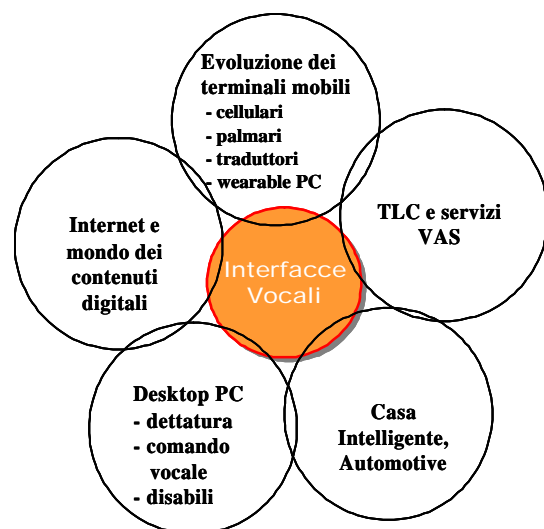 Evoluzione dei
terminali mobili
- cellulari
- palmari
- traduttori
- wearable PC
TLC e servizi
VAS
Internet e
mondo dei
contenuti
digitali
Interfacce
Vocali
Desktop PC
- dettatura
- comando
vocale
- disabili
Casa
Intelligente,
Automotive